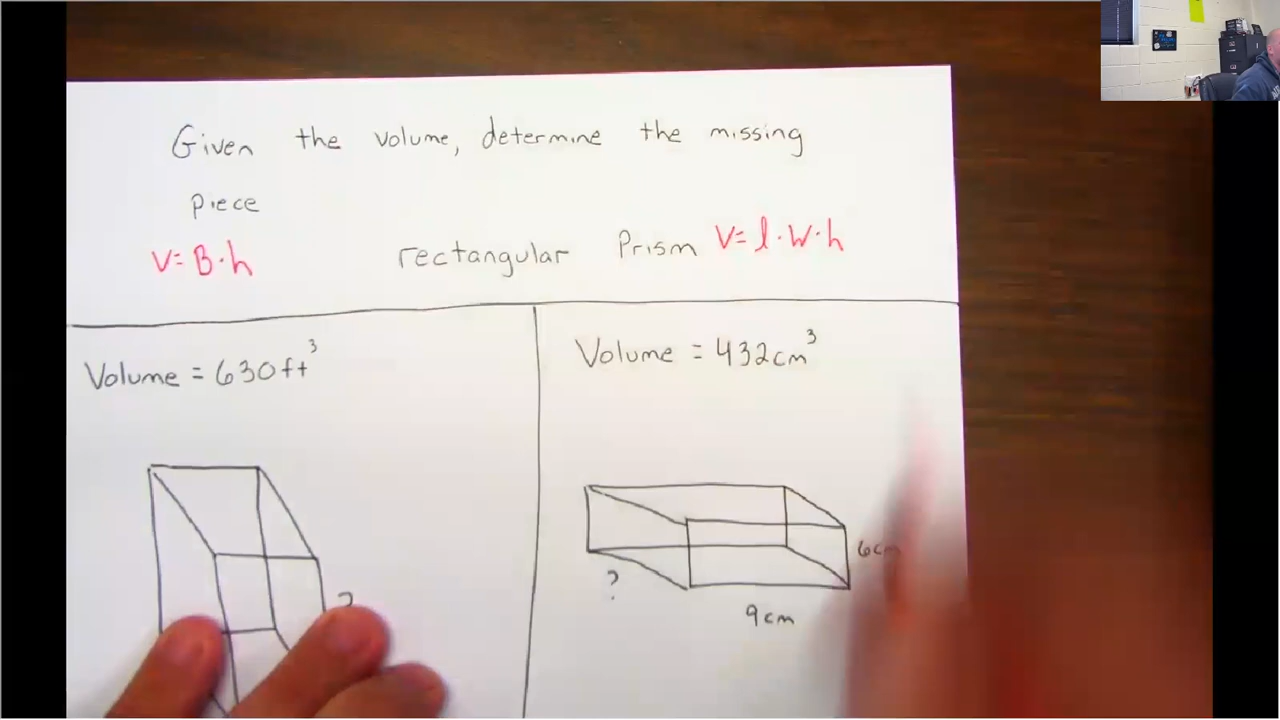 Given the volume, determine the missing
piece
V=B·h rectangular Prism V=l·w·h
Volume = 630ft³
Volume = 432cm³
?
6cm
?
9cm